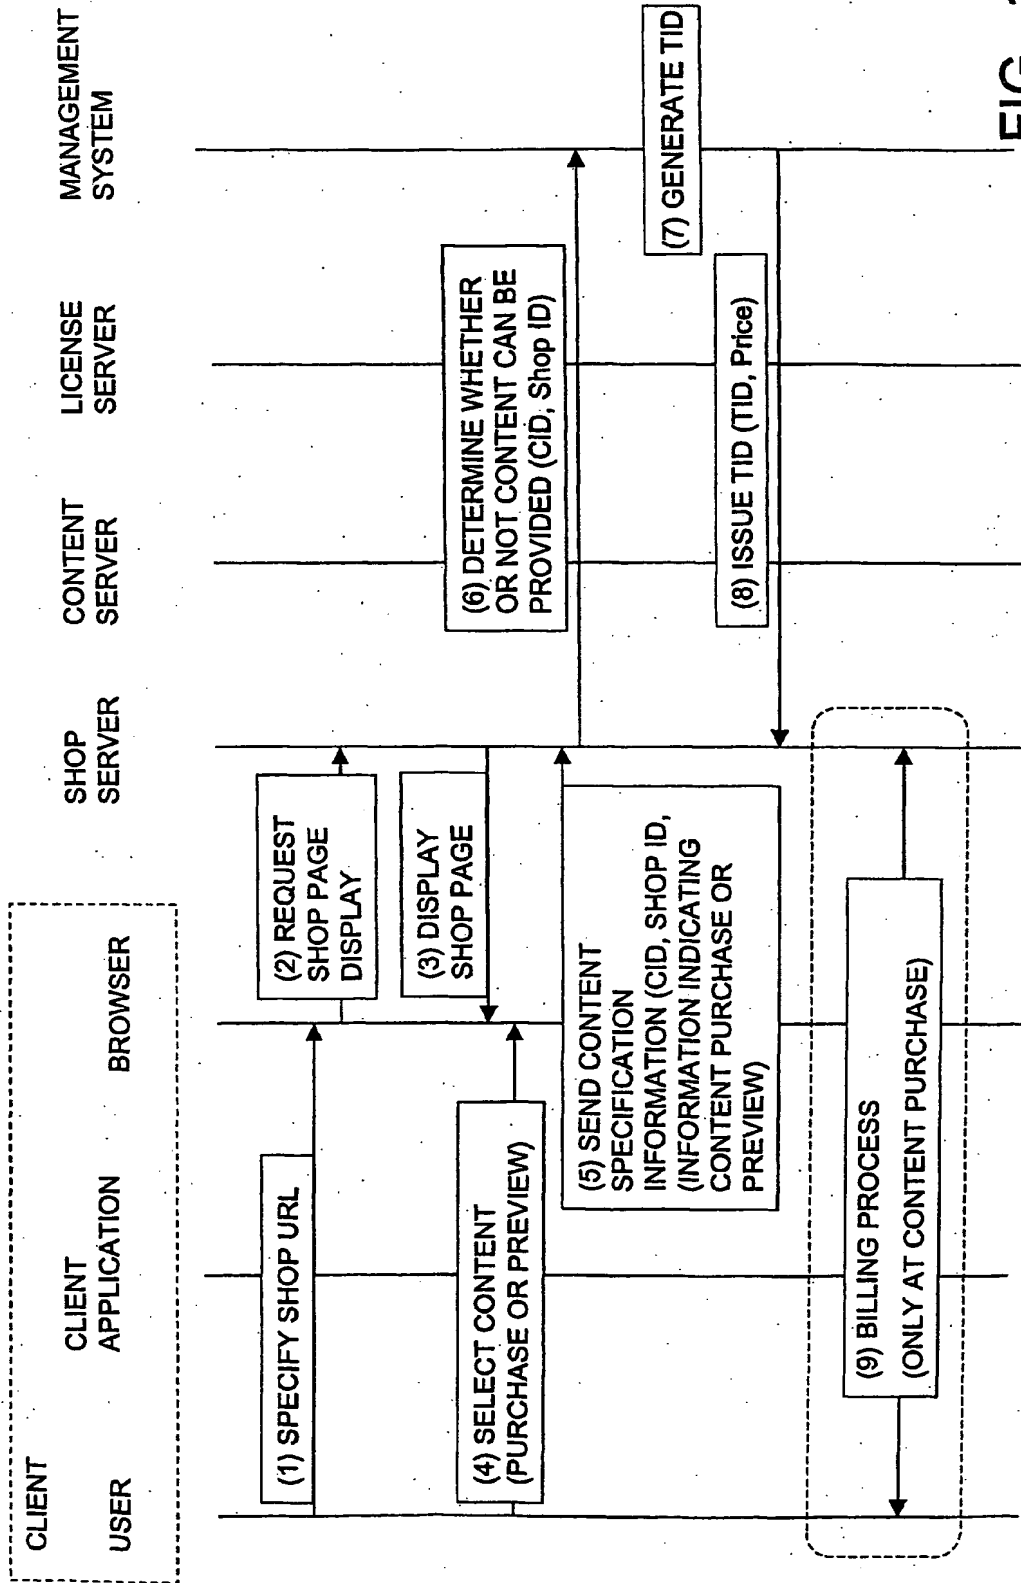 CLIENT
USER
CLIENT
APPLICATION
BROWSER
SHOP
SERVER
CONTENT
SERVER
LICENSE
SERVER
MANAGEMENT
SYSTEM
(1) SPECIFY SHOP URL
(2) REQUEST
SHOP PAGE
DISPLAY
(3) DISPLAY
SHOP PAGE
(4) SELECT CONTENT
(PURCHASE OR PREVIEW)
(5) SEND CONTENT
SPECIFICATION
INFORMATION (CID, SHOP ID,
(INFORMATION INDICATING
CONTENT PURCHASE OR
PREVIEW)
(6) DETERMINE WHETHER
OR NOT CONTENT CAN BE
PROVIDED (CID, Shop ID)
(7) GENERATE TID
(8) ISSUE TID (TID, Price)
(9) BILLING PROCESS
(ONLY AT CONTENT PURCHASE)
FIG.